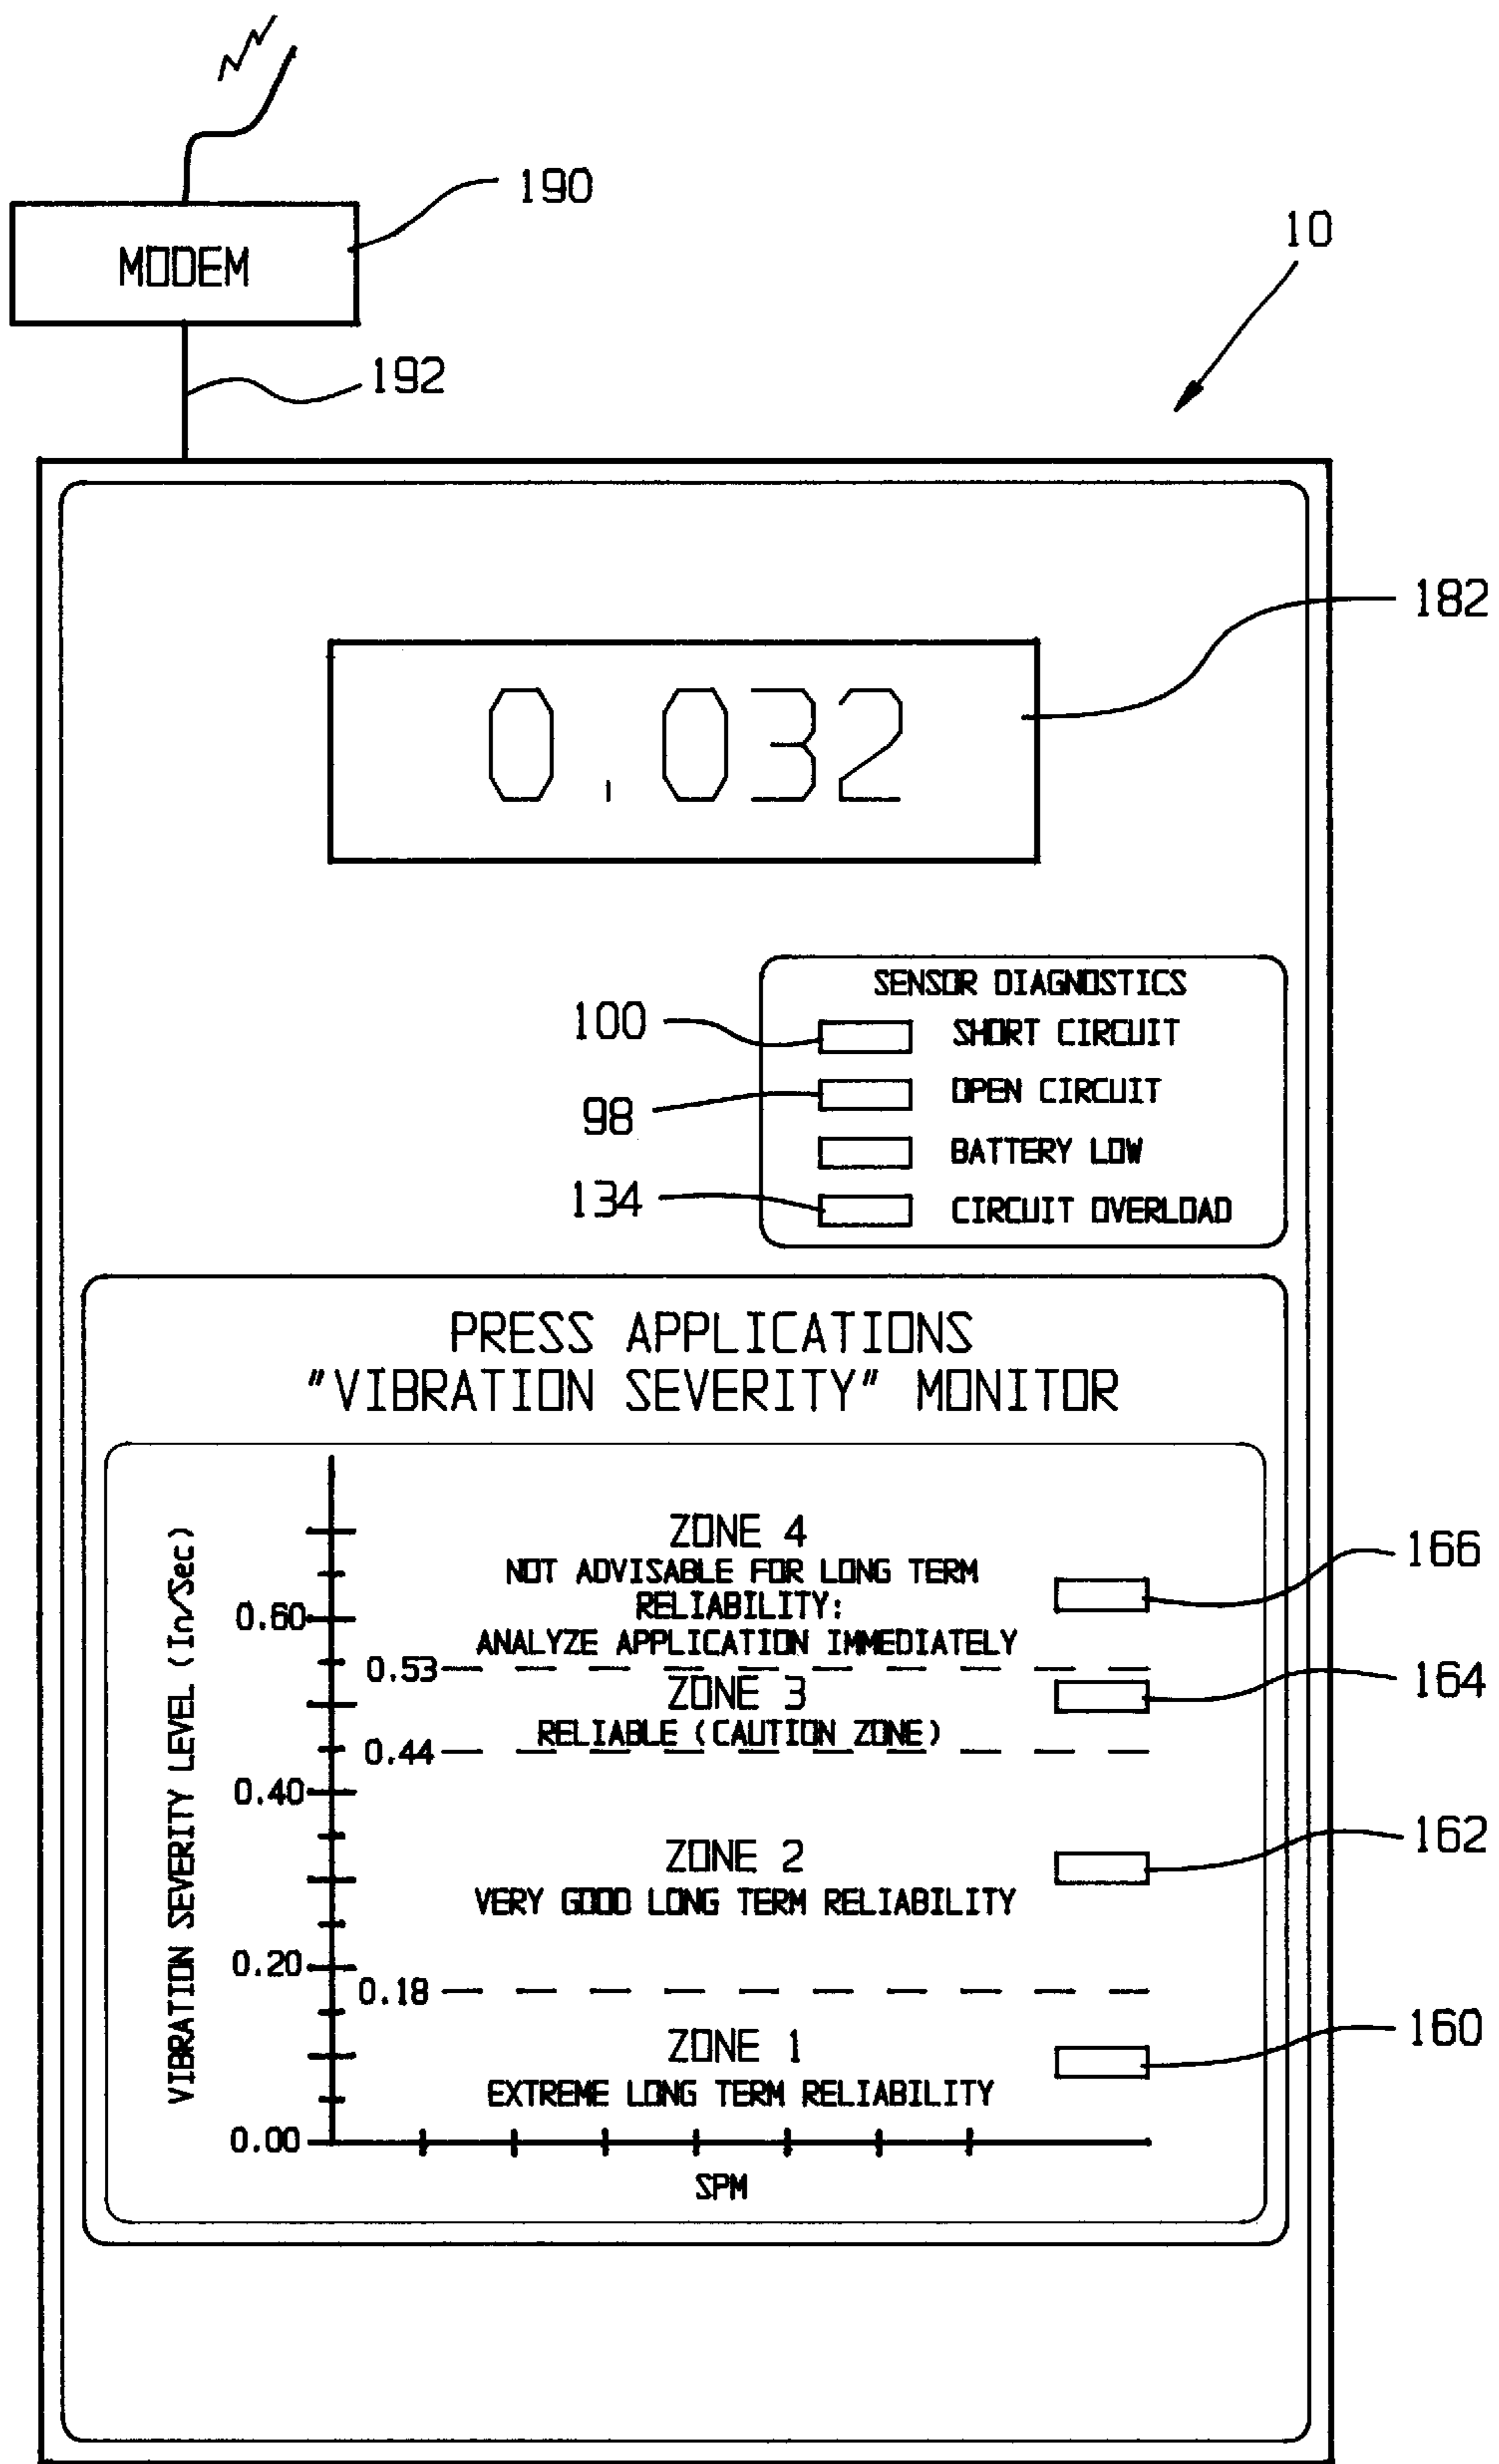 190
MODEM
10
192
182
0.032
SENSOR DIAGNOSTICS
100
SHORT CIRCUIT
98
OPEN CIRCUIT
BATTERY LOW
134
CIRCUIT OVERLOAD
PRESS APPLICATIONS
"VIBRATION SEVERITY" MONITOR
VIBRATION SEVERITY LEVEL (In/Sec)
ZONE 4
NOT ADVISABLE FOR LONG TERM
RELIABILITY:
ANALYZE APPLICATION IMMEDIATELY
166
0.60
0.53
ZONE 3
164
RELIABLE (CAUTION ZONE)
0.44
0.40
ZONE 2
162
VERY GOOD LONG TERM RELIABILITY
0.20
0.18
ZONE 1
160
EXTREME LONG TERM RELIABILITY
0.00
SPM